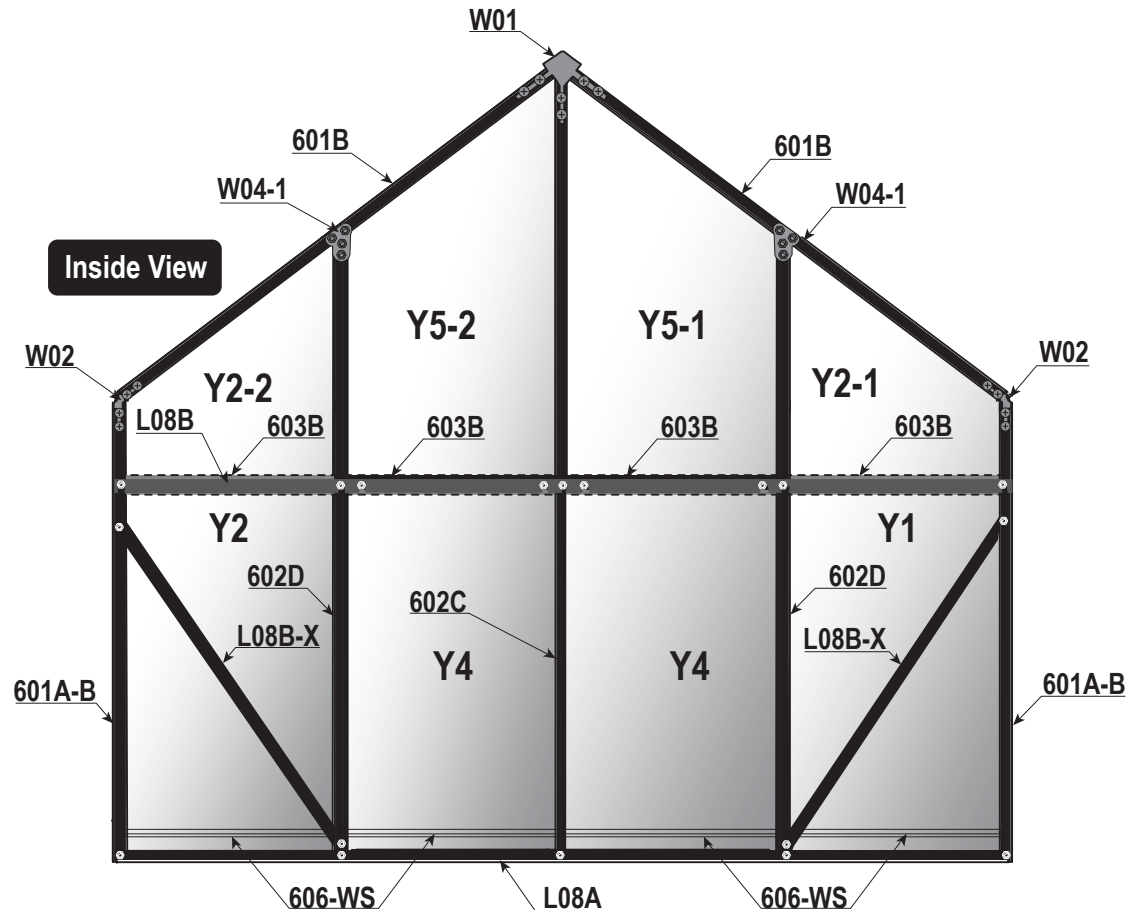 W01
601B
601B
W04-1
W04-1
Inside View
Y5-2
Y5-1
W02
W02
Y2-2
Y2-1
L08B
603B
603B
603B
603B
Y2
Y1
602D
602C
602D
L08B-X
L08B-X
Y4
Y4
601A-B
601A-B
606-WS
L08A
606-WS